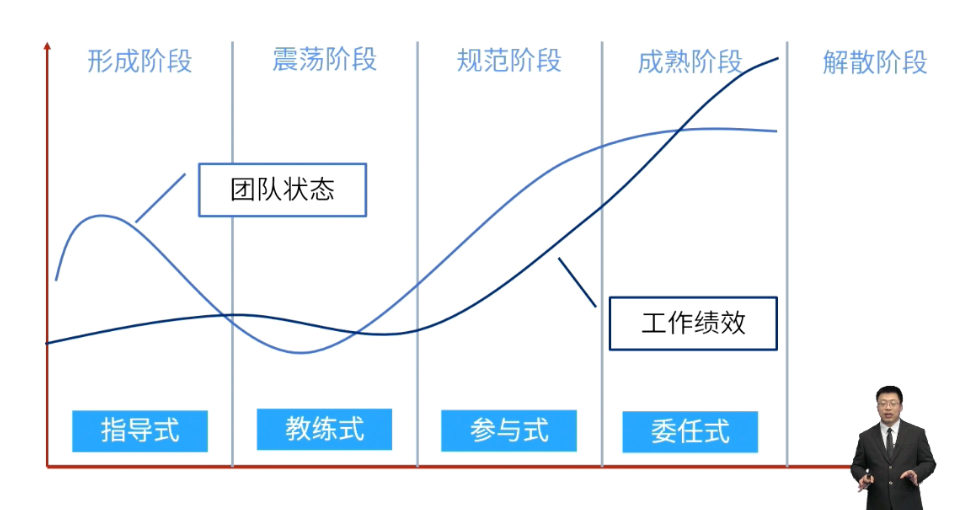 形成阶段
震荡阶段
规范阶段
成熟阶段
解散阶段
团队状态
工作绩效
指导式
教练式
参与式
委任式